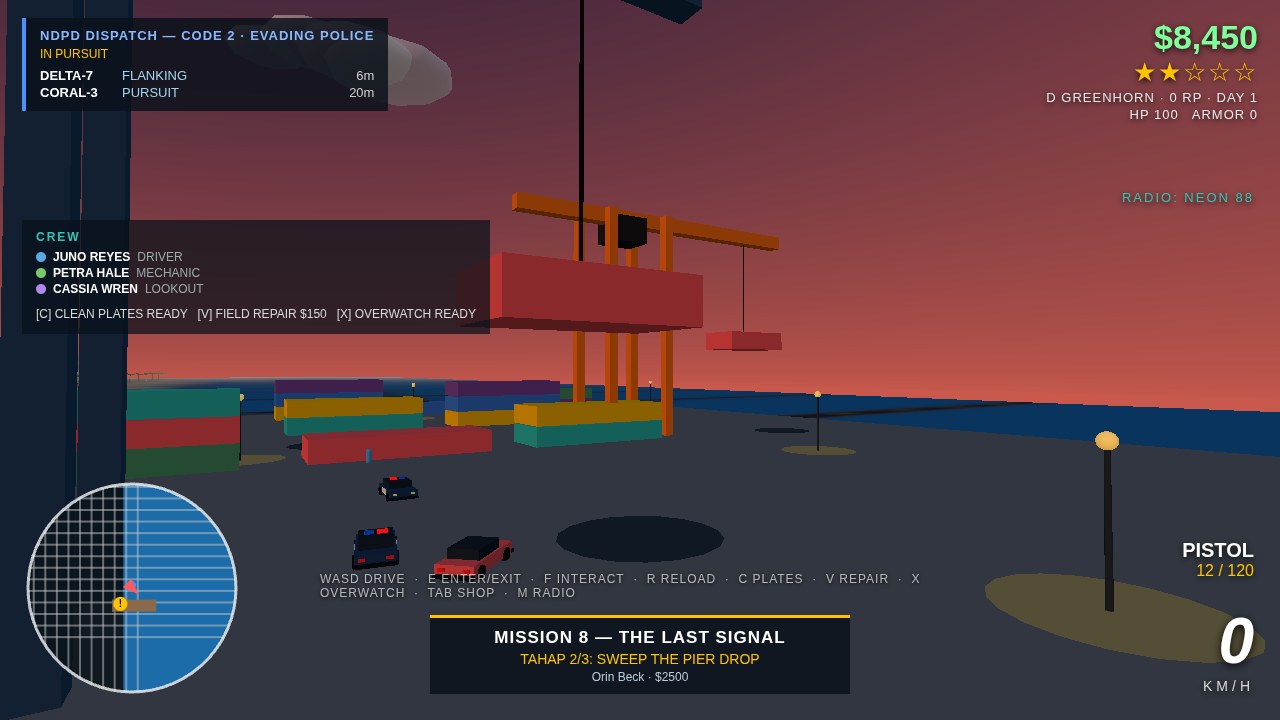 NDPD DISPATCH — CODE 2 · EVADING POLICE
IN PURSUIT
DELTA-7 FLANKING 6m
CORAL-3 PURSUIT 20m
$8,450
★★☆☆☆
D GREENHORN · 0 RP · DAY 1
HP 100 ARMOR 0
RADIO: NEON 88
CREW
JUNO REYES DRIVER
PETRA HALE MECHANIC
CASSIA WREN LOOKOUT
[C] CLEAN PLATES READY [V] FIELD REPAIR $150 [X] OVERWATCH READY
!
WASD DRIVE · E ENTER/EXIT · F INTERACT · R RELOAD · C PLATES · V REPAIR · X
OVERWATCH · TAB SHOP · M RADIO
MISSION 8 — THE LAST SIGNAL
TAHAP 2/3: SWEEP THE PIER DROP
Orin Beck · $2500
PISTOL
12 / 120
0
KM/H